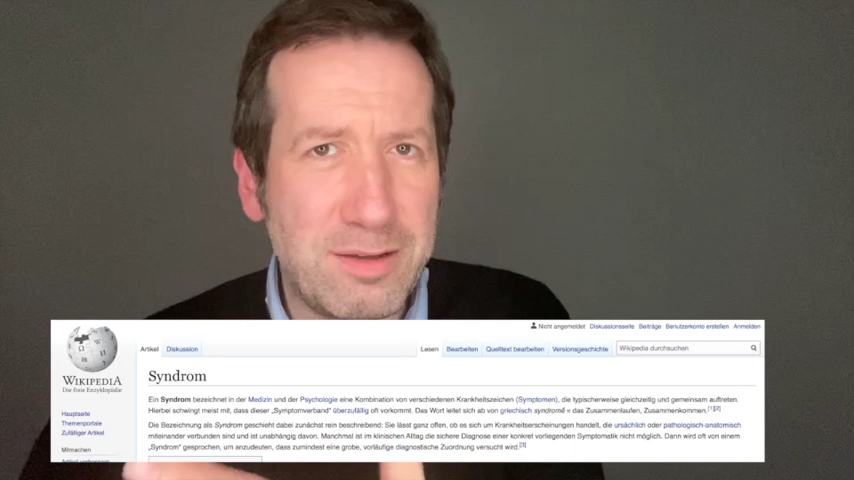 Nicht angemeldet Diskussionsseite Beiträge Benutzerkonto erstellen Anmelden
Artikel Diskussion Lesen Bearbeiten Quelltext bearbeiten Versionsgeschichte Wikipedia durchsuchen
WIKIPEDIA
Die freie Enzyklopädie
Syndrom
Ein Syndrom bezeichnet in der Medizin und der Psychologie eine Kombination von verschiedenen Krankheitszeichen (Symptomen), die typischerweise gleichzeitig und gemeinsam auftreten.
Hierbei schwingt meist mit, dass dieser „Symptomverband" überzufällig oft vorkommt. Das Wort leitet sich ab von griechisch syndromē = das Zusammenlaufen, Zusammenkommen.[1][2]
Die Bezeichnung als Syndrom geschieht dabei zunächst rein beschreibend: Sie lässt ganz offen, ob es sich um Krankheitserscheinungen handelt, die ursächlich oder pathologisch-anatomisch
miteinander verbunden sind und ist unabhängig davon. Manchmal ist im klinischen Alltag die sichere Diagnose einer konkret vorliegenden Symptomatik nicht möglich. Dann wird oft von einem
„Syndrom" gesprochen, um anzudeuten, dass zumindest eine grobe, vorläufige diagnostische Zuordnung versucht wird.[3]
Hauptseite
Themenportale
Zufälliger Artikel
Mitmachen